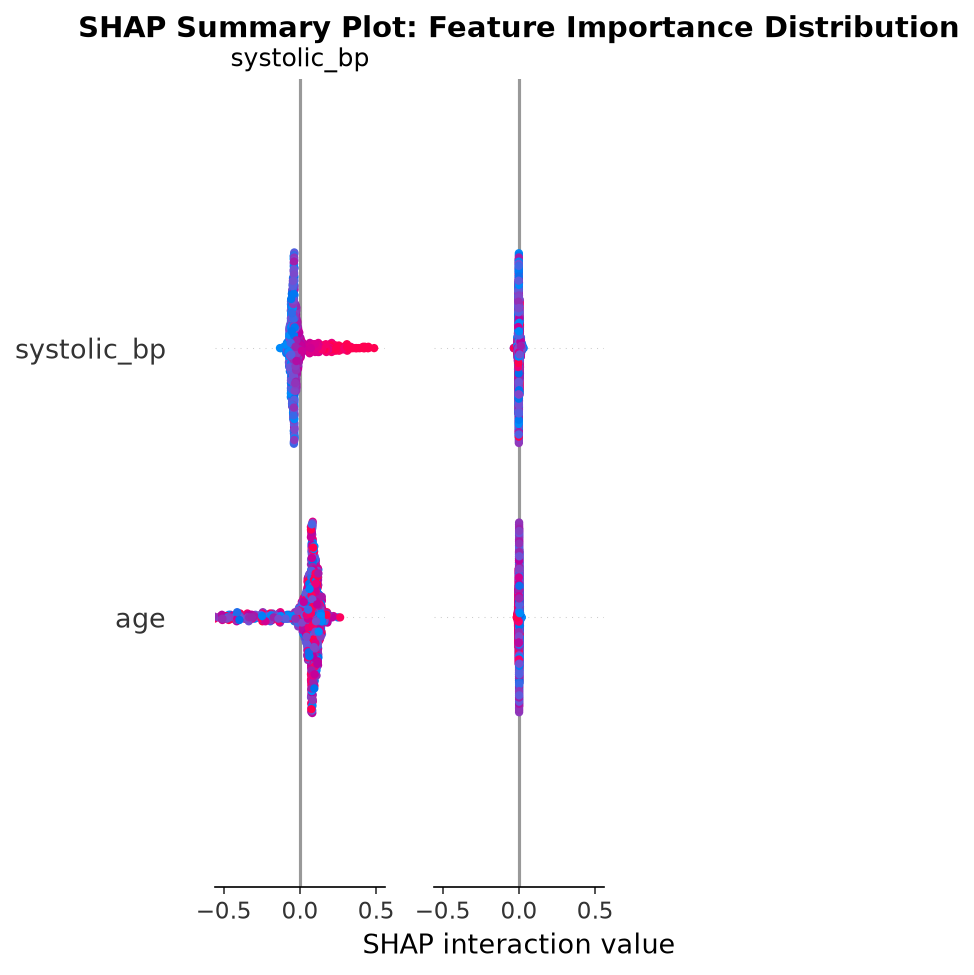 SHAP Summary Plot: Feature Importance Distribution
systolic_bp
systolic_bp
age
−0.5 0.0 0.5 −0.5 0.0 0.5
SHAP interaction value